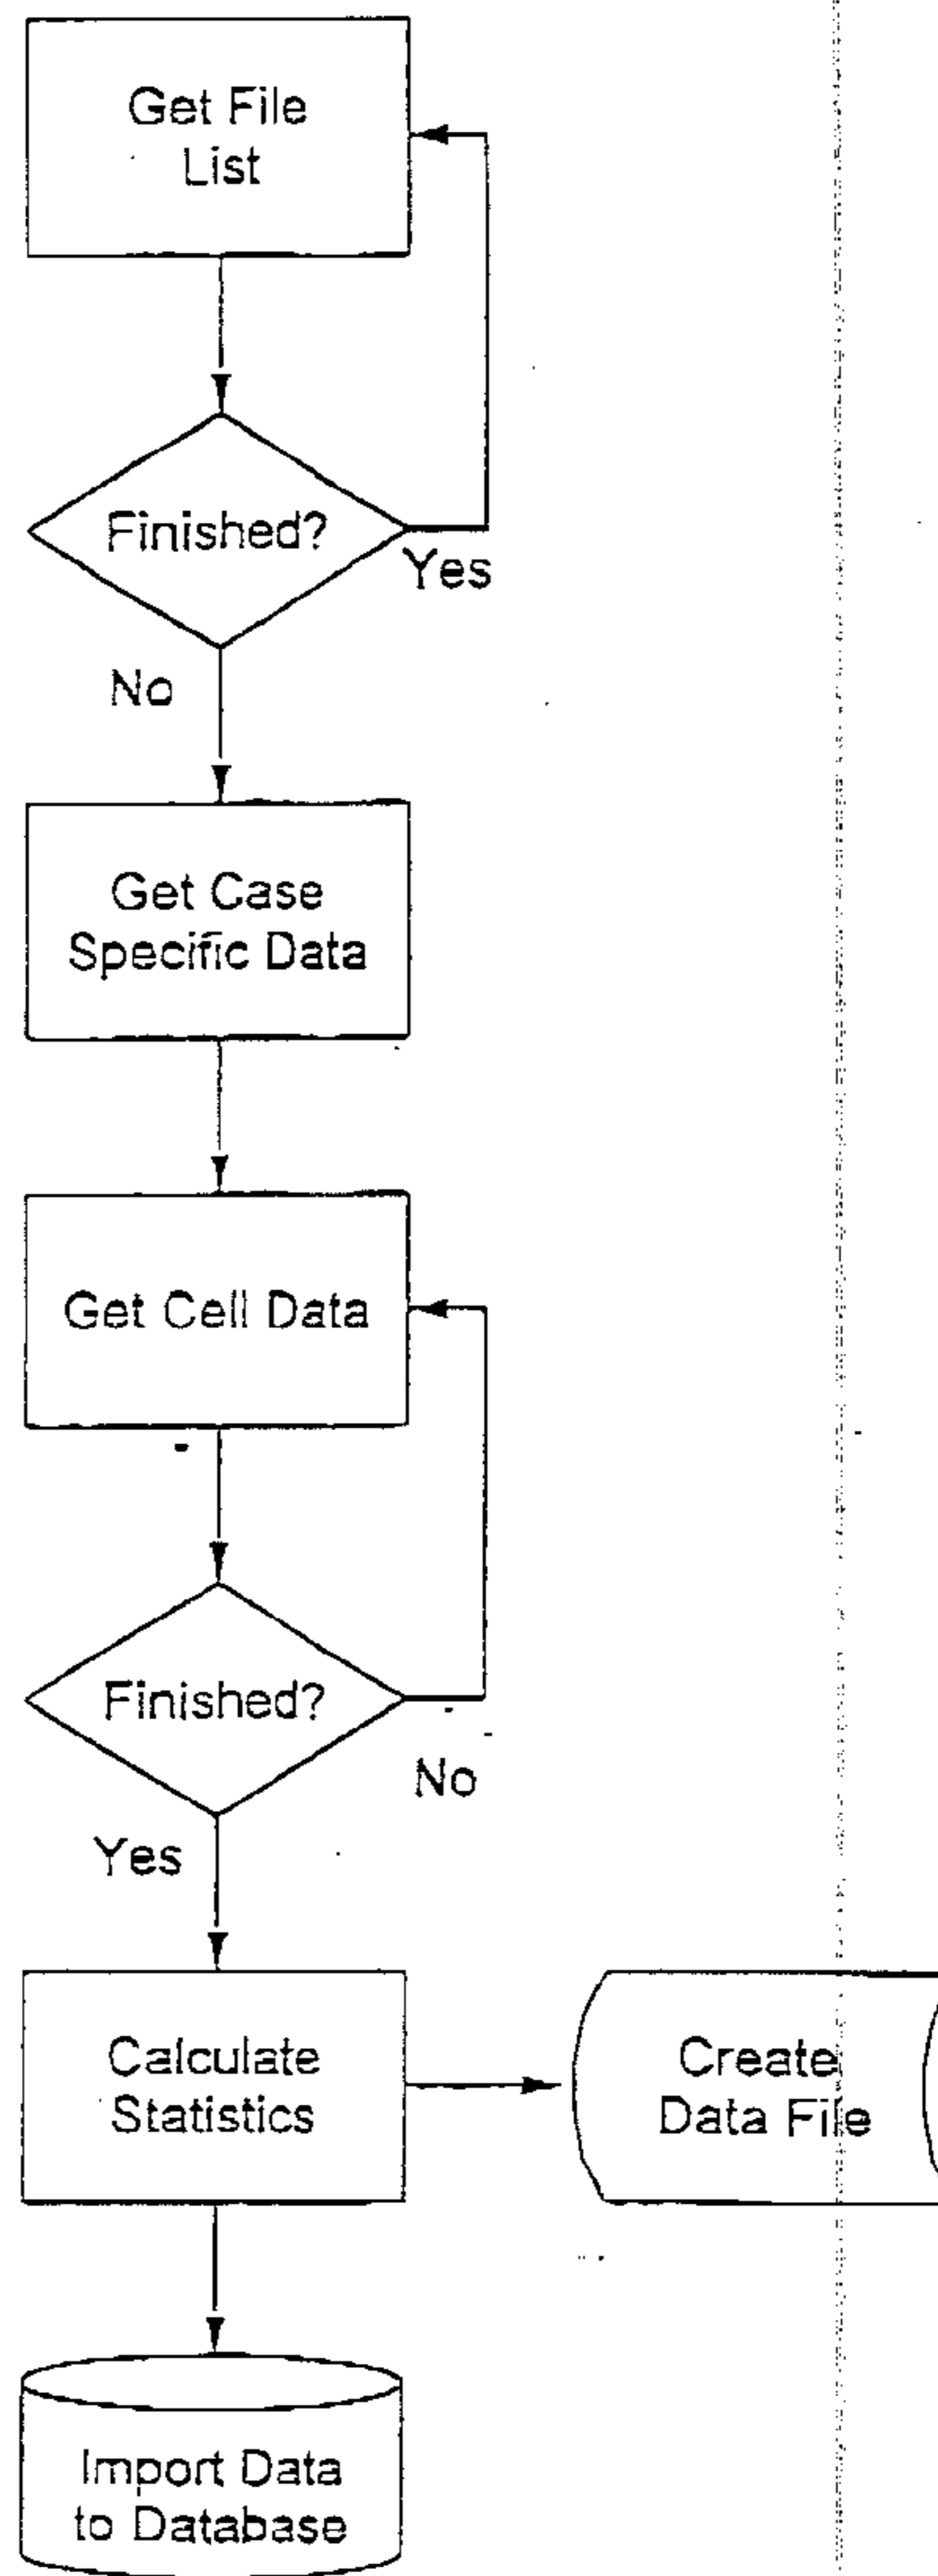 Get File
List
Finished?
Yes
No
Get Case
Specific Data
Get Cell Data
Finished?
No
Yes
Calculate
Statistics
Create
Data File
Import Data
to Database